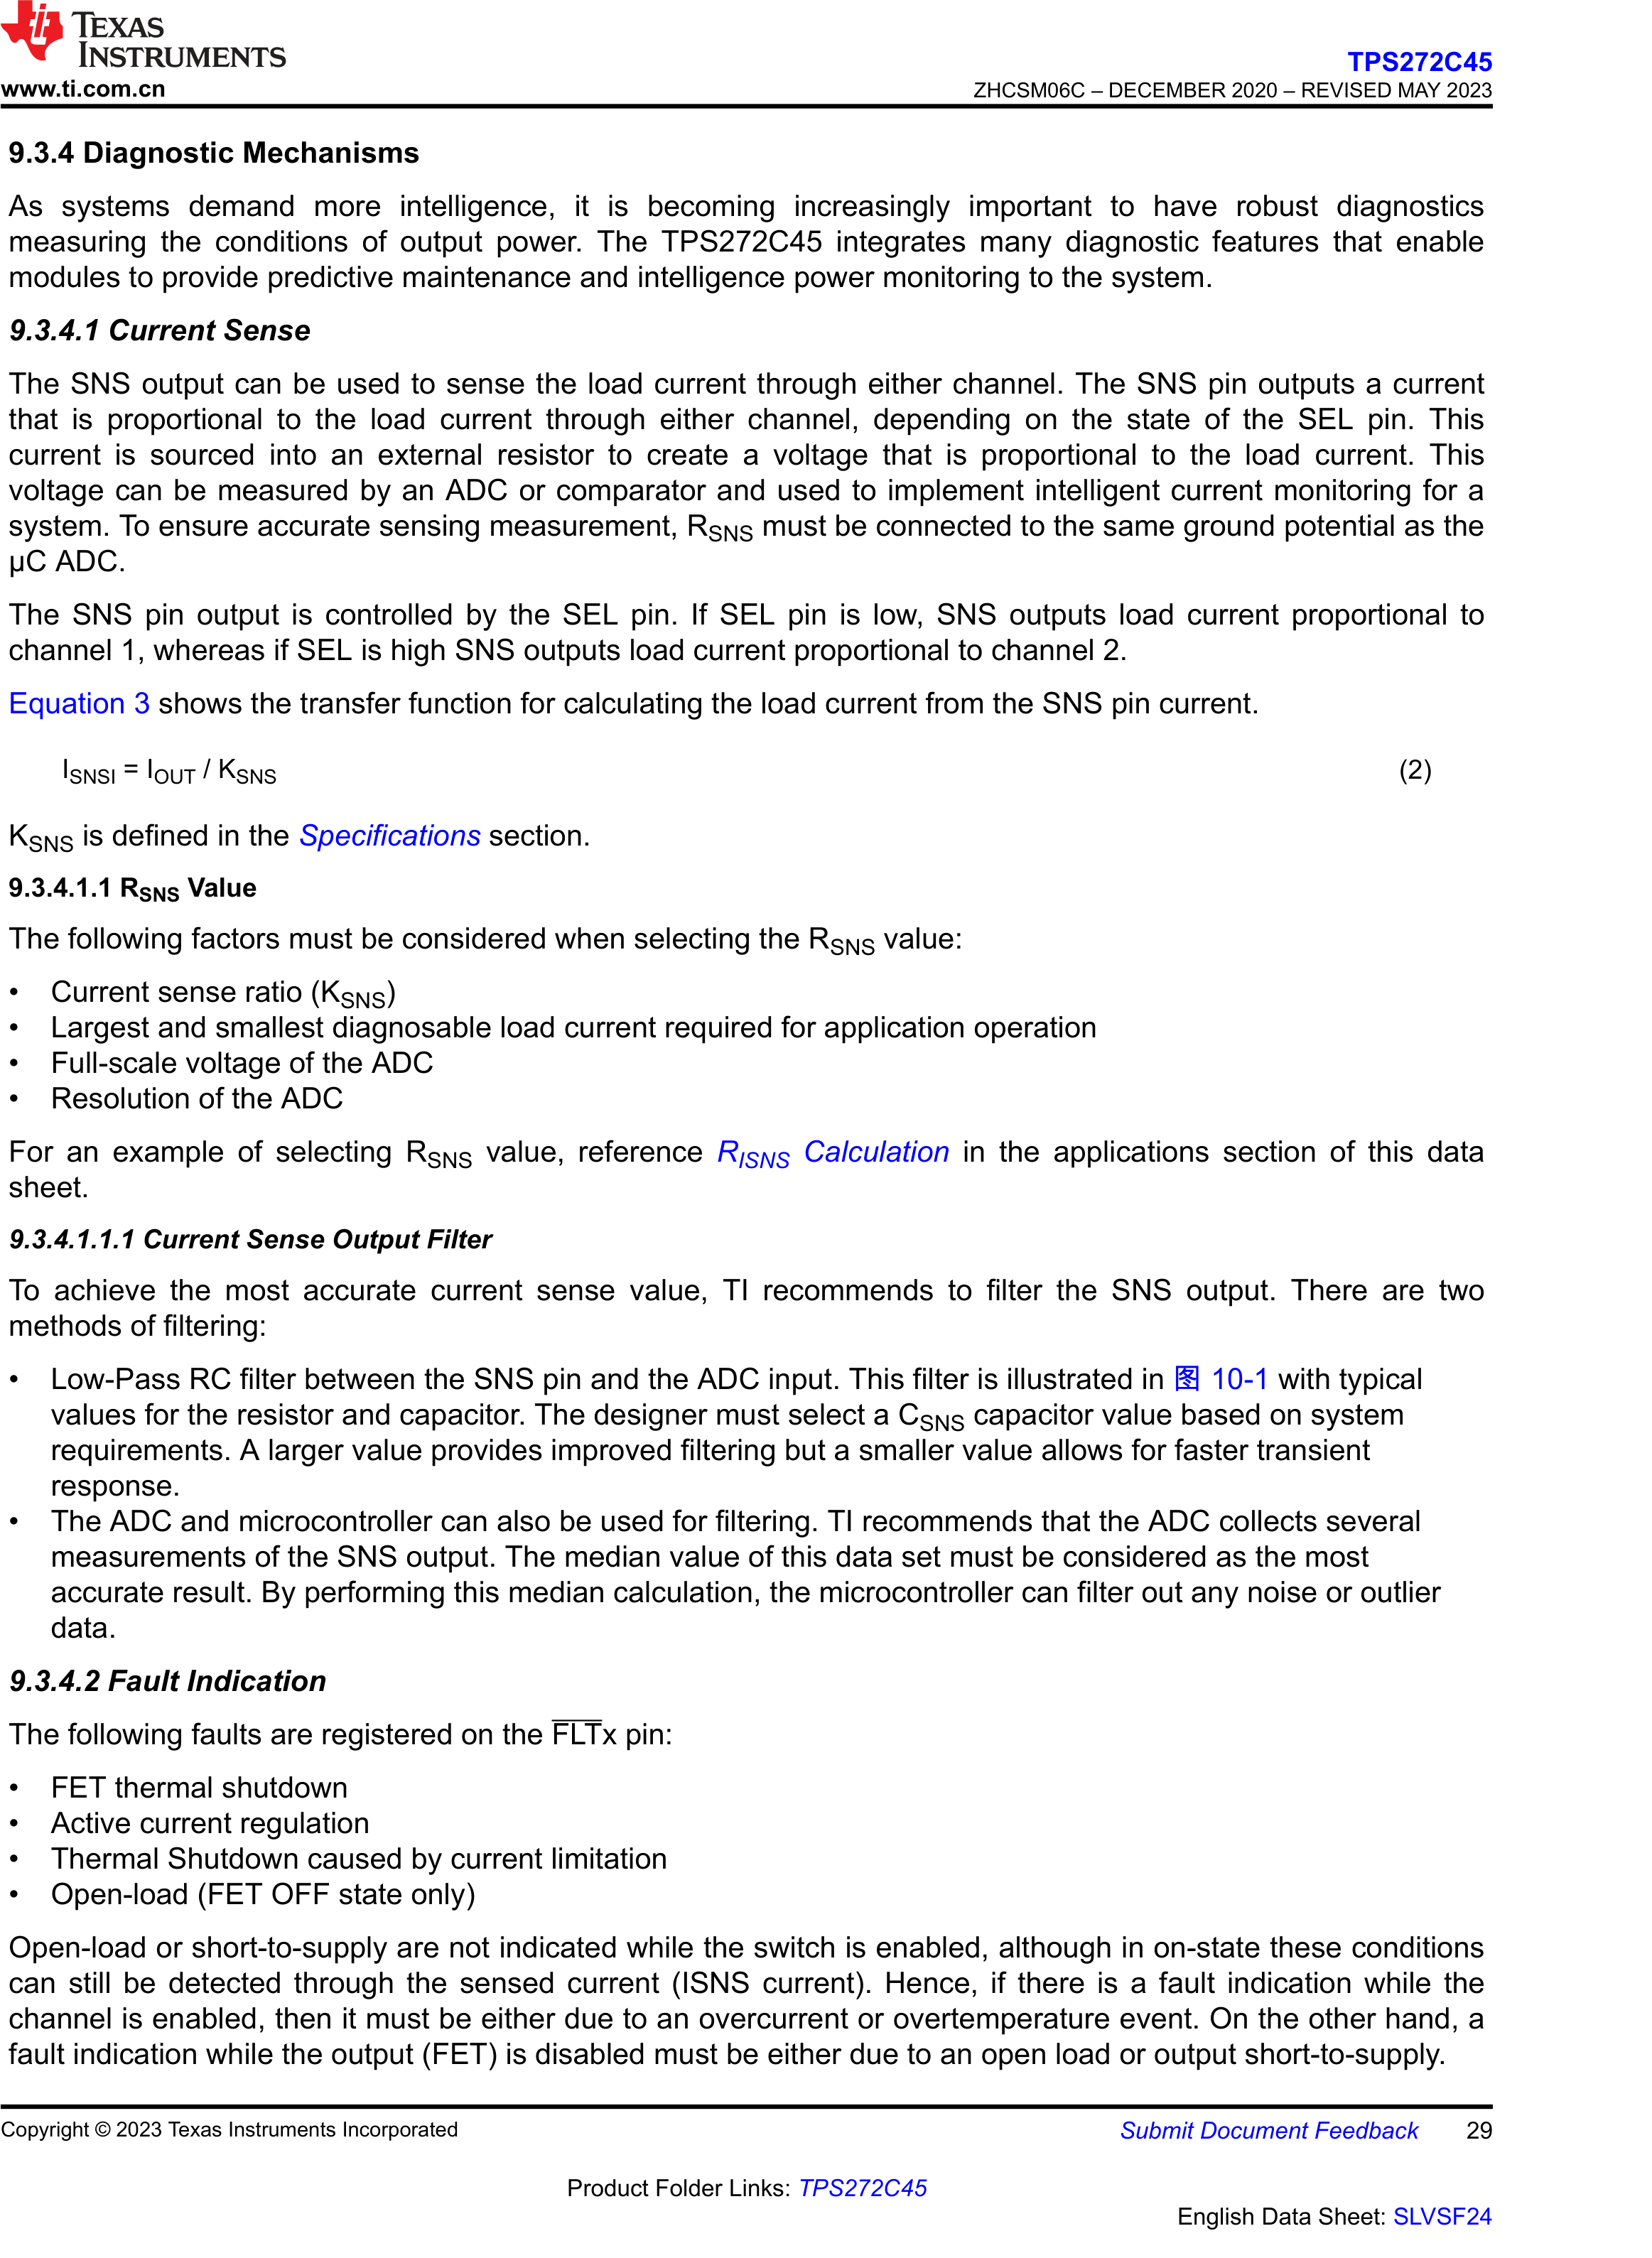 TEXAS
INSTRUMENTS
www.ti.com.cn
TPS272C45
ZHCSM06C – DECEMBER 2020 – REVISED MAY 2023
9.3.4 Diagnostic Mechanisms
As systems demand more intelligence, it is becoming increasingly important to have robust diagnostics
measuring the conditions of output power. The TPS272C45 integrates many diagnostic features that enable
modules to provide predictive maintenance and intelligence power monitoring to the system.
9.3.4.1 Current Sense
The SNS output can be used to sense the load current through either channel. The SNS pin outputs a current
that is proportional to the load current through either channel, depending on the state of the SEL pin. This
current is sourced into an external resistor to create a voltage that is proportional to the load current. This
voltage can be measured by an ADC or comparator and used to implement intelligent current monitoring for a
system. To ensure accurate sensing measurement, RSNS must be connected to the same ground potential as the
μC ADC.
The SNS pin output is controlled by the SEL pin. If SEL pin is low, SNS outputs load current proportional to
channel 1, whereas if SEL is high SNS outputs load current proportional to channel 2.
Equation 3 shows the transfer function for calculating the load current from the SNS pin current.
ISNSI = IOUT / KSNS (2)
KSNS is defined in the Specifications section.
9.3.4.1.1 RSNS Value
The following factors must be considered when selecting the RSNS value:
• Current sense ratio (KSNS)
• Largest and smallest diagnosable load current required for application operation
• Full-scale voltage of the ADC
• Resolution of the ADC
For an example of selecting RSNS value, reference RISNS Calculation in the applications section of this data
sheet.
9.3.4.1.1.1 Current Sense Output Filter
To achieve the most accurate current sense value, TI recommends to filter the SNS output. There are two
methods of filtering:
• Low-Pass RC filter between the SNS pin and the ADC input. This filter is illustrated in 图 10-1 with typical
values for the resistor and capacitor. The designer must select a CSNS capacitor value based on system
requirements. A larger value provides improved filtering but a smaller value allows for faster transient
response.
• The ADC and microcontroller can also be used for filtering. TI recommends that the ADC collects several
measurements of the SNS output. The median value of this data set must be considered as the most
accurate result. By performing this median calculation, the microcontroller can filter out any noise or outlier
data.
9.3.4.2 Fault Indication
The following faults are registered on the FLTx pin:
• FET thermal shutdown
• Active current regulation
• Thermal Shutdown caused by current limitation
• Open-load (FET OFF state only)
Open-load or short-to-supply are not indicated while the switch is enabled, although in on-state these conditions
can still be detected through the sensed current (ISNS current). Hence, if there is a fault indication while the
channel is enabled, then it must be either due to an overcurrent or overtemperature event. On the other hand, a
fault indication while the output (FET) is disabled must be either due to an open load or output short-to-supply.
Copyright © 2023 Texas Instruments Incorporated
Submit Document Feedback 29
Product Folder Links: TPS272C45
English Data Sheet: SLVSF24